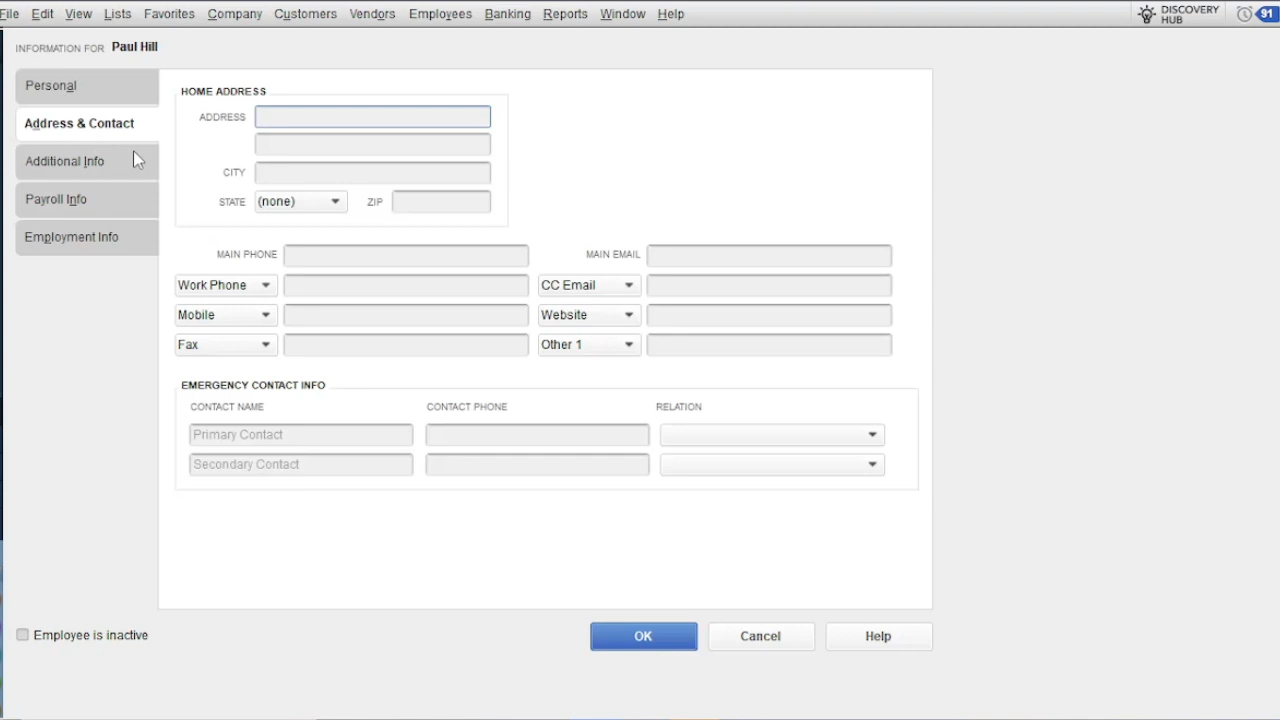 File Edit View Lists Favorites Company Customers Vendors Employees Banking Reports Window Help
DISCOVERY
HUB
91
INFORMATION FOR Paul Hill
Personal
Address & Contact
Additional Info
Payroll Info
Employment Info
HOME ADDRESS
ADDRESS
CITY
STATE (none) ZIP
MAIN PHONE MAIN EMAIL
Work Phone CC Email
Mobile Website
Fax Other 1
EMERGENCY CONTACT INFO
CONTACT NAME CONTACT PHONE RELATION
Primary Contact
Secondary Contact
Employee is inactive
OK Cancel Help